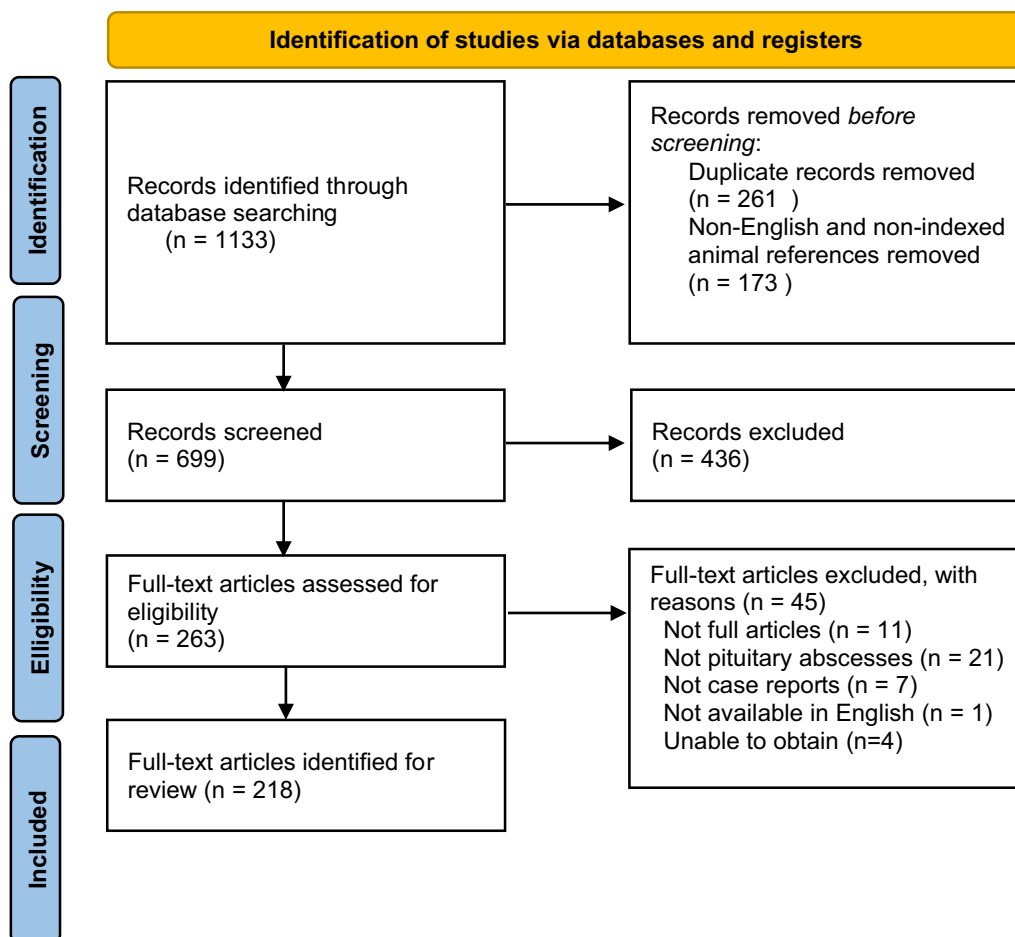 Identification of studies via databases and registers
Identification
Records identified through
database searching
(n = 1133)
Records removed before
screening:
Duplicate records removed
(n = 261  )
Non-English and non-indexed
animal references removed
(n = 173 )
Screening
Records screened
(n = 699)
Records excluded
(n = 436)
Elligibility
Full-text articles assessed for
eligibility
(n = 263)
Full-text articles excluded, with
reasons (n = 45)
Not full articles (n = 11)
Not pituitary abscesses (n = 21)
Not case reports (n = 7)
Not available in English (n = 1)
Unable to obtain (n=4)
Included
Full-text articles identified for
review (n = 218)